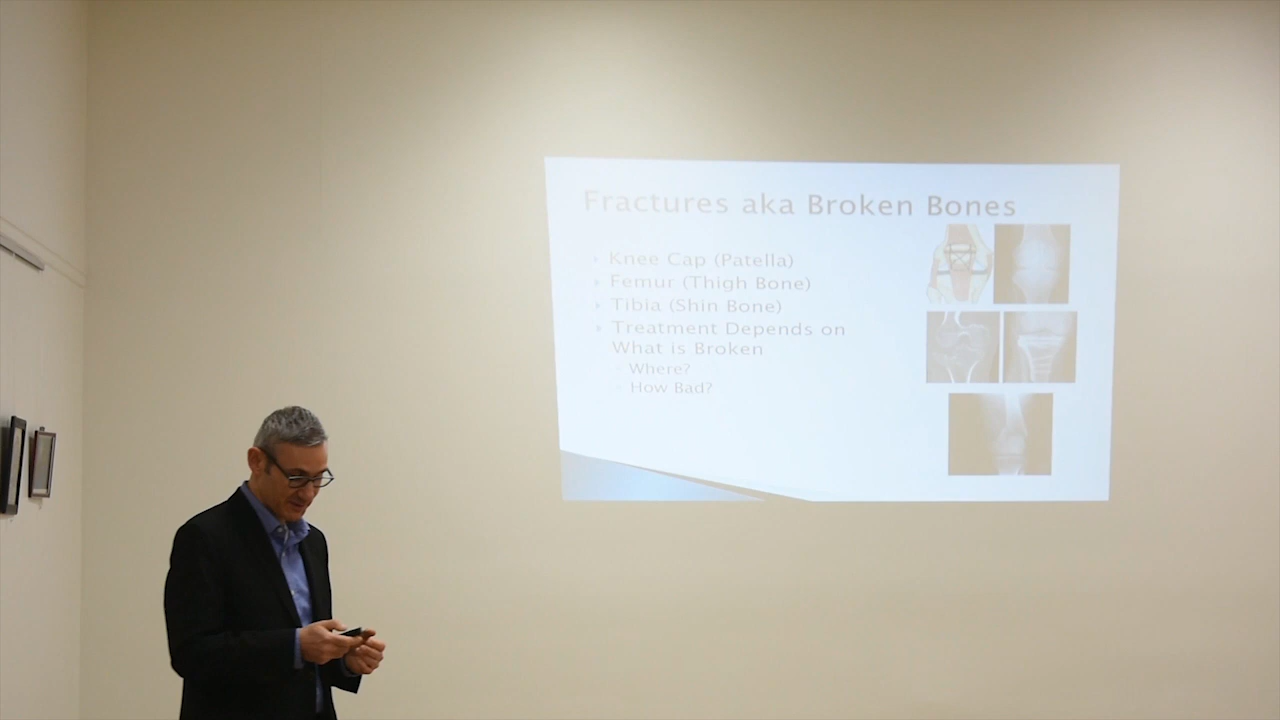 Fractures aka Broken Bones
Knee Cap (Patella)
Femur (Thigh Bone)
Tibia (Shin Bone)
Treatment Depends on
What is Broken
Where?
How Bad?